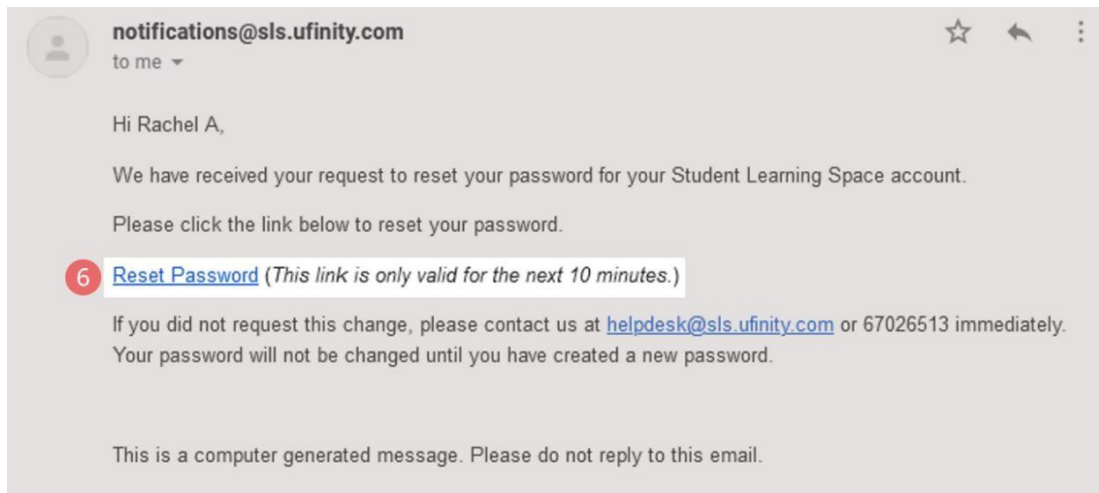 notifications@sls.ufinity.com
to me
Hi Rachel A,
We have received your request to reset your password for your Student Learning Space account.
Please click the link below to reset your password.
6 Reset Password (This link is only valid for the next 10 minutes.)
If you did not request this change, please contact us at helpdesk@sls.ufinity.com or 67026513 immediately.
Your password will not be changed until you have created a new password.
This is a computer generated message. Please do not reply to this email.